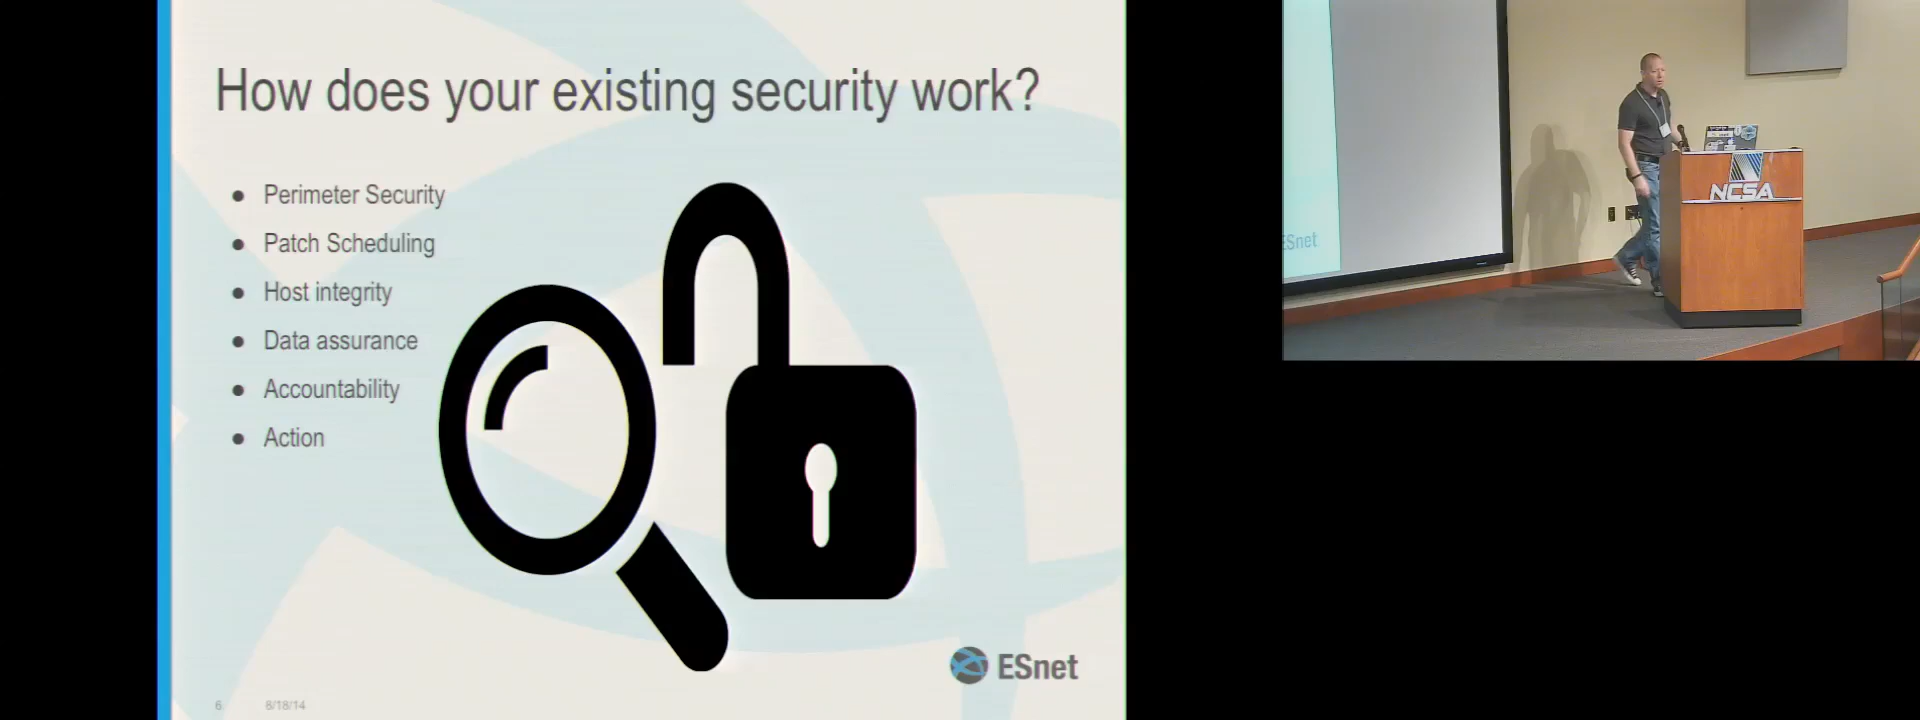 How does your existing security work?
Perimeter Security
Patch Scheduling
Host integrity
Data assurance
Accountability
Action
ESnet
6
8/18/14
ESnet
NCSA